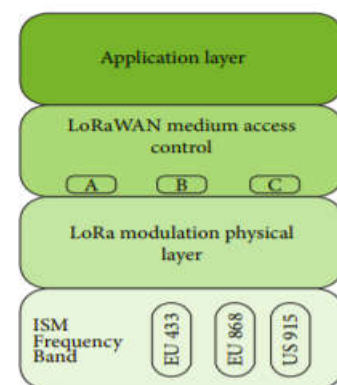 Application layer
LoRaWAN medium access
control
A B C
LoRa modulation physical
layer
ISM
Frequency
Band
EU 433
EU 868
US 915